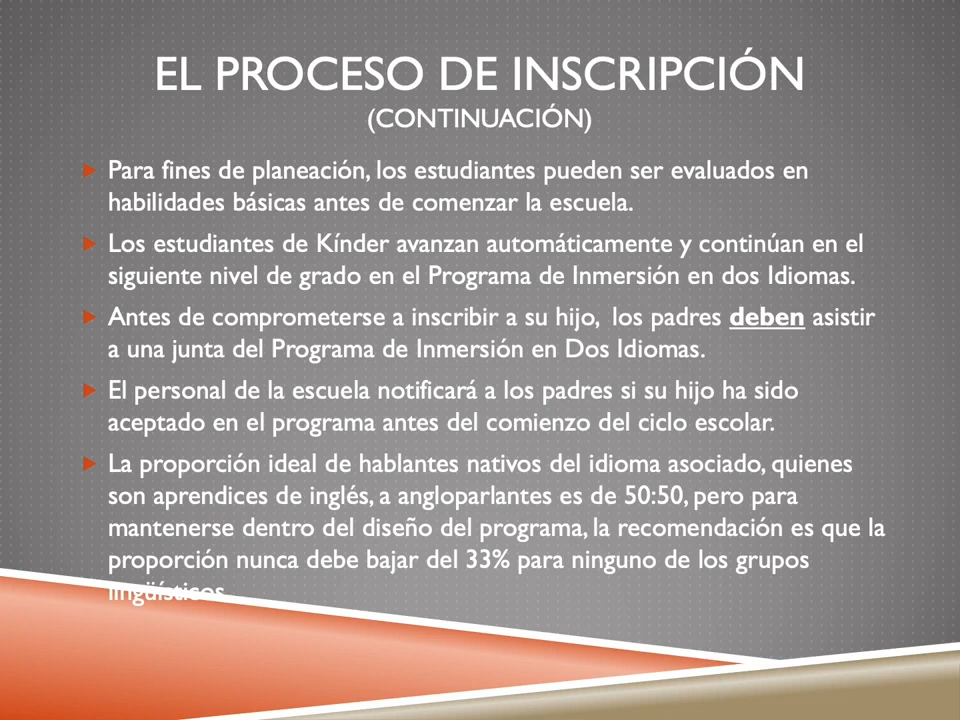 EL PROCESO DE INSCRIPCIÓN
(CONTINUACIÓN)
Para fines de planeación, los estudiantes pueden ser evaluados en
habilidades básicas antes de comenzar la escuela.
Los estudiantes de Kínder avanzan automáticamente y continúan en el
siguiente nivel de grado en el Programa de Inmersión en dos Idiomas.
Antes de comprometerse a inscribir a su hijo, los padres deben asistir
a una junta del Programa de Inmersión en Dos Idiomas.
El personal de la escuela notificará a los padres si su hijo ha sido
aceptado en el programa antes del comienzo del ciclo escolar.
La proporción ideal de hablantes nativos del idioma asociado, quienes
son aprendices de inglés, a angloparlantes es de 50:50, pero para
mantenerse dentro del diseño del programa, la recomendación es que la
proporción nunca debe bajar del 33% para ninguno de los grupos
lingüísticos.